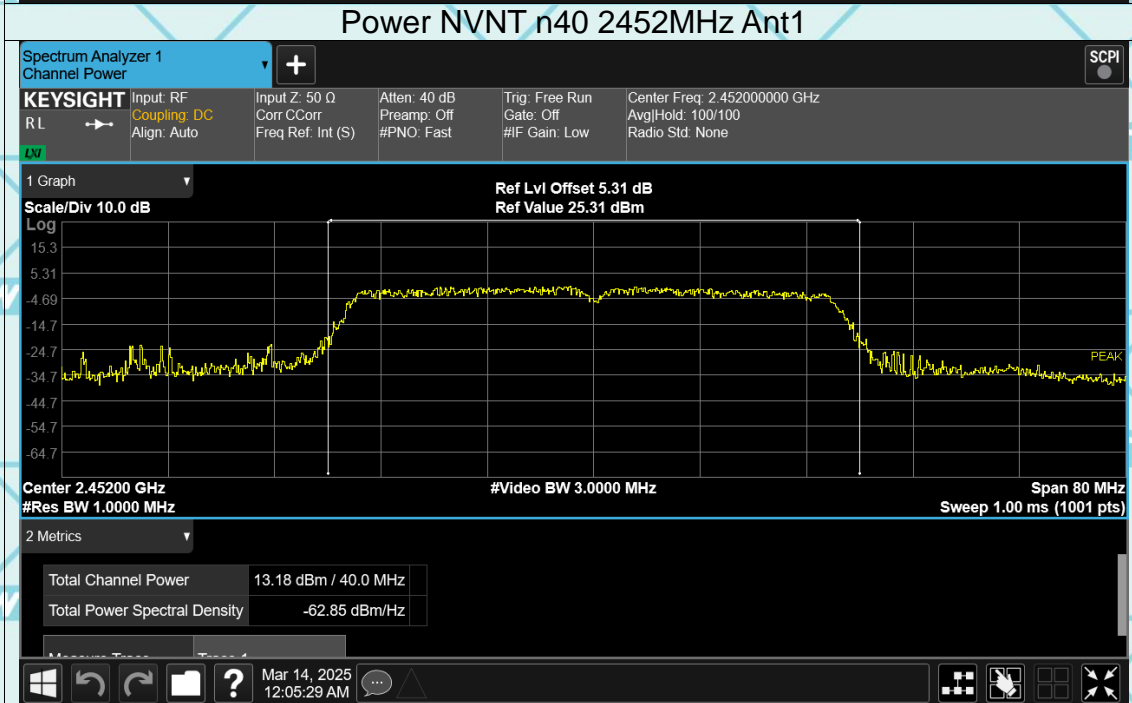 Power NVNT n40 2452MHz Ant1
Spectrum Analyzer 1
Channel Power
SCPI
KEYSIGHT
R L
LXI
Input: RF
Coupling: DC
Align: Auto
Input Z: 50 Ω
Corr CCorr
Freq Ref: Int (S)
Atten: 40 dB
Preamp: Off
#PNO: Fast
Trig: Free Run
Gate: Off
#IF Gain: Low
Center Freq: 2.452000000 GHz
Avg|Hold: 100/100
Radio Std: None
1 Graph
Scale/Div 10.0 dB
Ref Lvl Offset 5.31 dB
Ref Value 25.31 dBm
Log
15.3
5.31
-4.69
-14.7
-24.7
-34.7
-44.7
-54.7
-64.7
PEAK
Center 2.45200 GHz
#Video BW 3.0000 MHz
Span 80 MHz
#Res BW 1.0000 MHz
Sweep 1.00 ms (1001 pts)
2 Metrics
Total Channel Power 13.18 dBm / 40.0 MHz
Total Power Spectral Density -62.85 dBm/Hz
Measure Trace Trace 1
Mar 14, 2025
12:05:29 AM